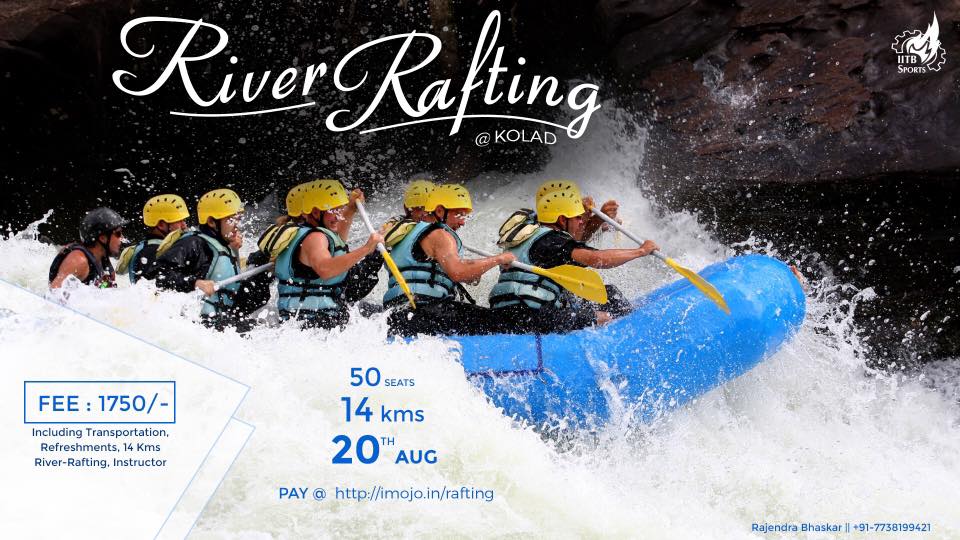 River Rafting
@ KOLAD
IITB
SPORTS
FEE : 1750/-
Including Transportation,
Refreshments, 14 Kms
River-Rafting, Instructor
50 SEATS
14 kms
20TH AUG
PAY @ http://imojo.in/rafting
Rajendra Bhaskar || +91-7738199421